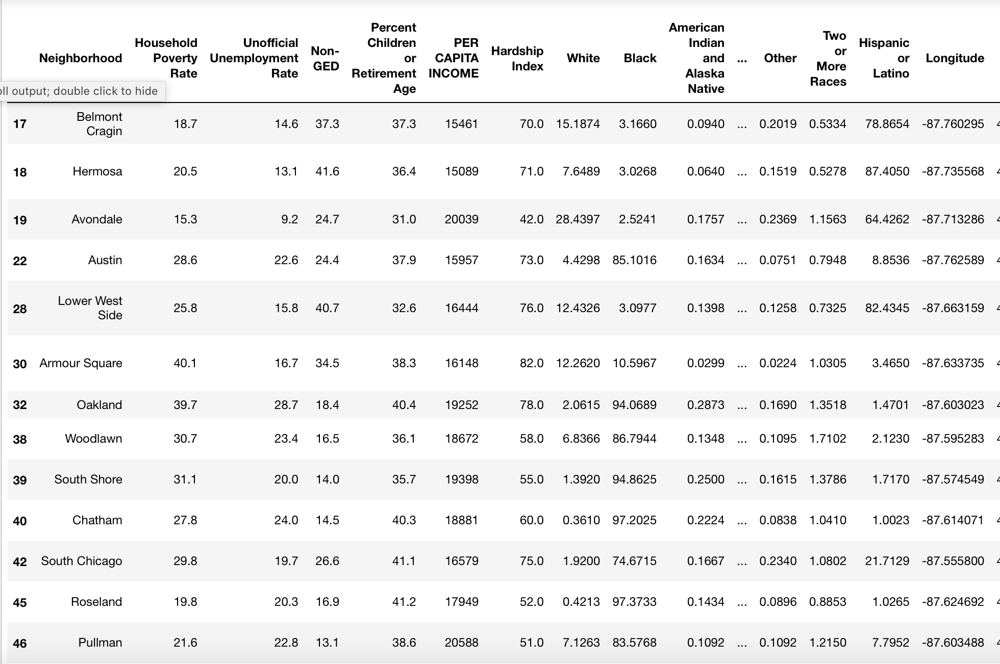 Neighborhood Household Poverty Rate Unofficial Unemployment Rate Non-GED Percent Children or Retirement Age PER CAPITA INCOME Hardship Index White Black American Indian and Alaska Native ... Other Two or More Races Hispanic or Latino Longitude
oll output; double click to hide
17 Belmont Cragin 18.7 14.6 37.3 37.3 15461 70.0 15.1874 3.1660 0.0940 ... 0.2019 0.5334 78.8654 -87.760295
18 Hermosa 20.5 13.1 41.6 36.4 15089 71.0 7.6489 3.0268 0.0640 ... 0.1519 0.5278 87.4050 -87.735568
19 Avondale 15.3 9.2 24.7 31.0 20039 42.0 28.4397 2.5241 0.1757 ... 0.2369 1.1563 64.4262 -87.713286
22 Austin 28.6 22.6 24.4 37.9 15957 73.0 4.4298 85.1016 0.1634 ... 0.0751 0.7948 8.8536 -87.762589
28 Lower West Side 25.8 15.8 40.7 32.6 16444 76.0 12.4326 3.0977 0.1398 ... 0.1258 0.7325 82.4345 -87.663159
30 Armour Square 40.1 16.7 34.5 38.3 16148 82.0 12.2620 10.5967 0.0299 ... 0.0224 1.0305 3.4650 -87.633735
32 Oakland 39.7 28.7 18.4 40.4 19252 78.0 2.0615 94.0689 0.2873 ... 0.1690 1.3518 1.4701 -87.603023
38 Woodlawn 30.7 23.4 16.5 36.1 18672 58.0 6.8366 86.7944 0.1348 ... 0.1095 1.7102 2.1230 -87.595283
39 South Shore 31.1 20.0 14.0 35.7 19398 55.0 1.3920 94.8625 0.2500 ... 0.1615 1.3786 1.7170 -87.574549
40 Chatham 27.8 24.0 14.5 40.3 18881 60.0 0.3610 97.2025 0.2224 ... 0.0838 1.0410 1.0023 -87.614071
42 South Chicago 29.8 19.7 26.6 41.1 16579 75.0 1.9200 74.6715 0.1667 ... 0.2340 1.0802 21.7129 -87.555800
45 Roseland 19.8 20.3 16.9 41.2 17949 52.0 0.4213 97.3733 0.1434 ... 0.0896 0.8853 1.0265 -87.624692
46 Pullman 21.6 22.8 13.1 38.6 20588 51.0 7.1263 83.5768 0.1092 ... 0.1092 1.2150 7.7952 -87.603488